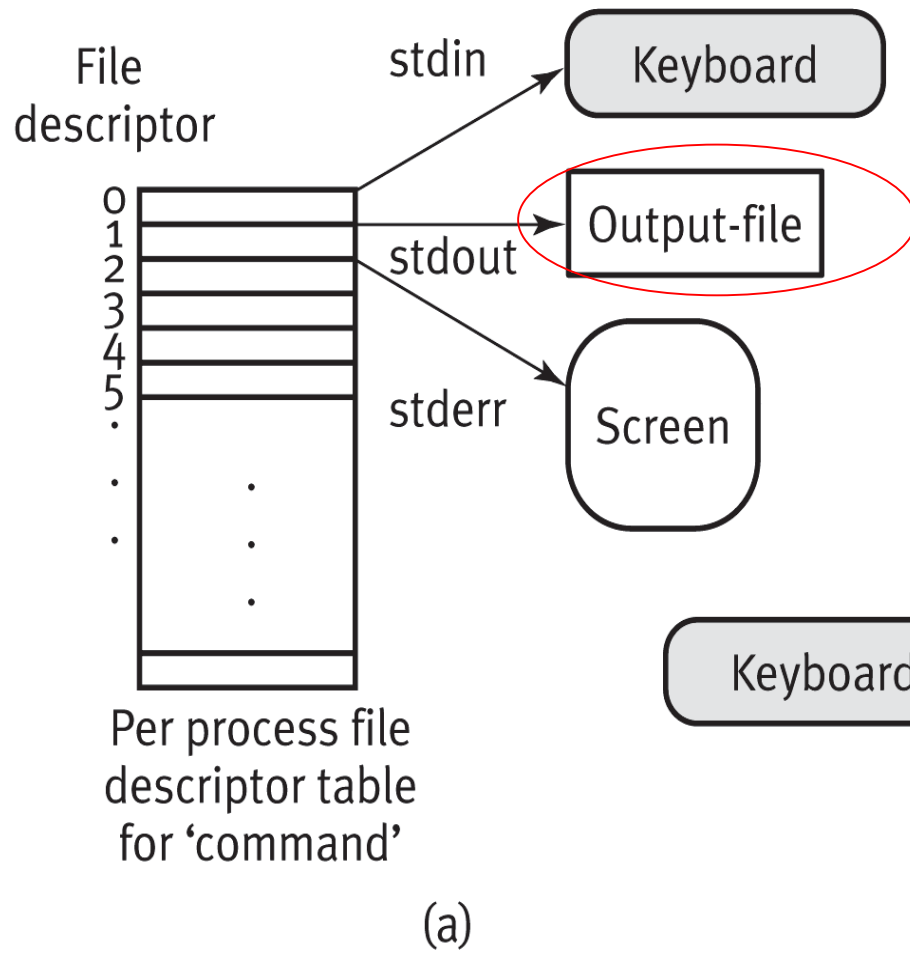 File
descriptor
stdin
Keyboard
0
1
2
3
4
5
stdout
Output-file
stderr
Screen
Keyboard
Per process file
descriptor table
for ‘command’
(a)